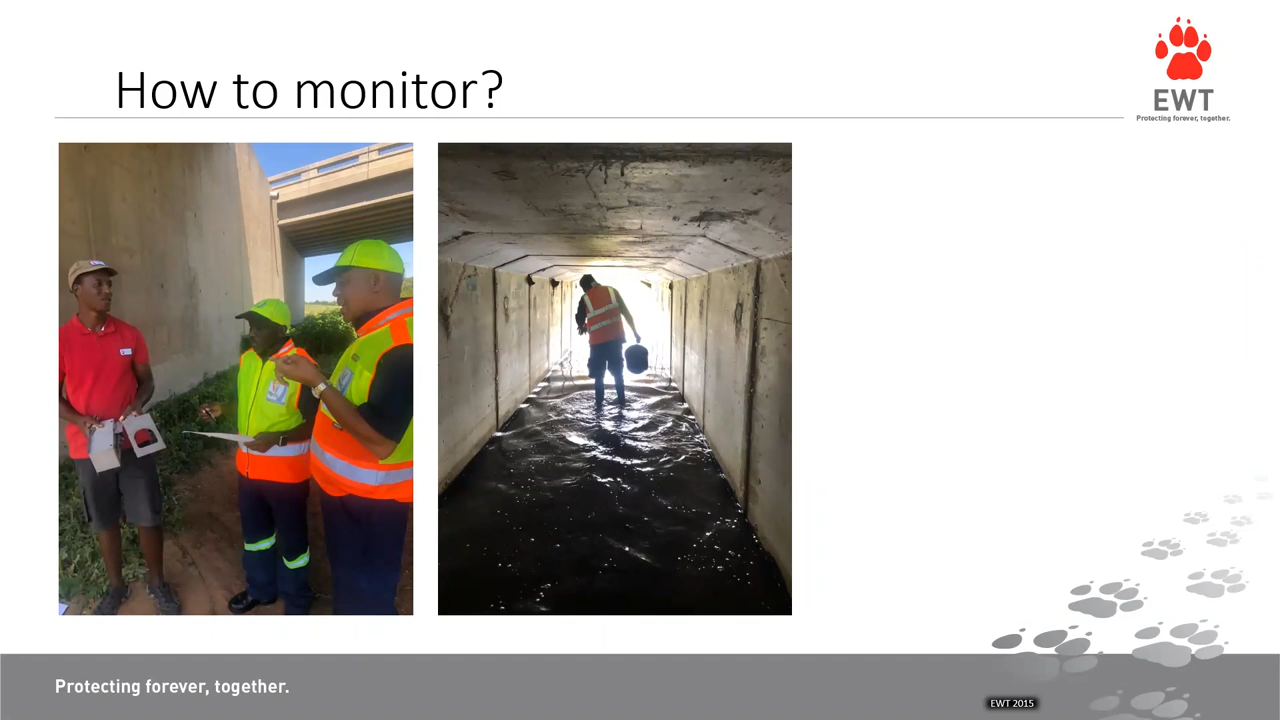 How to monitor?
EWT
Protecting forever, together.
Protecting forever, together.
EWT 2015